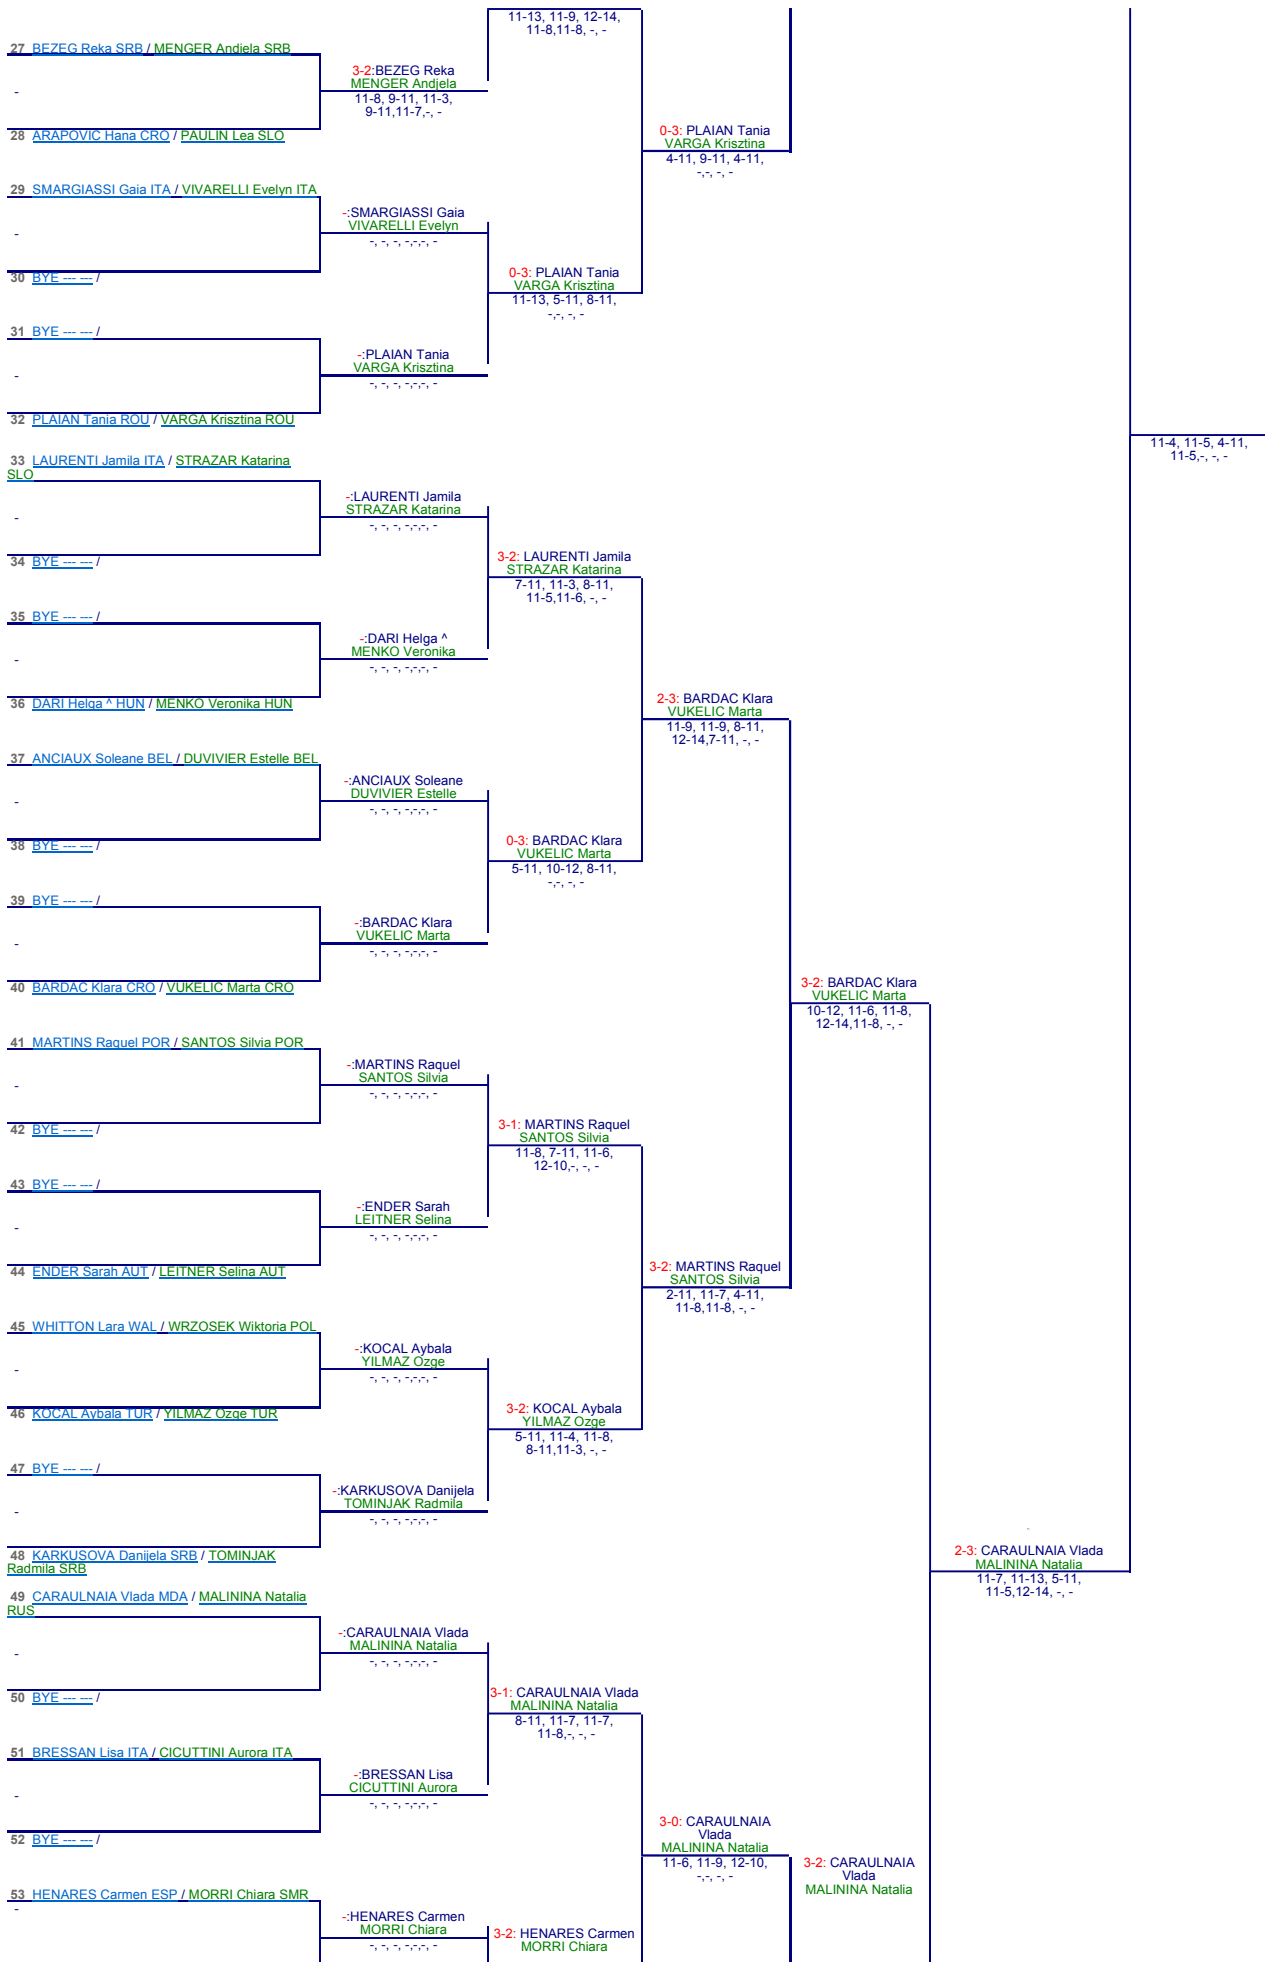 11-13, 11-9, 12-14,
11-8,11-8, -, -
27 BEZEG Reka SRB / MENGER Andjela SRB
3-2:BEZEG Reka
MENGER Andjela
-
11-8, 9-11, 11-3,
9-11,11-7,-, -
28 ARAPOVIC Hana CRO / PAULIN Lea SLO
0-3: PLAIAN Tania
VARGA Krisztina
4-11, 9-11, 4-11,
-,-, -, -
29 SMARGIASSI Gaia ITA / VIVARELLI Evelyn ITA
-:SMARGIASSI Gaia
VIVARELLI Evelyn
-
-, -, -, -,-,-, -
30 BYE --- --- /
0-3: PLAIAN Tania
VARGA Krisztina
11-13, 5-11, 8-11,
-,-, -, -
31 BYE --- --- /
-:PLAIAN Tania
VARGA Krisztina
-
-, -, -, -,-,-, -
32 PLAIAN Tania ROU / VARGA Krisztina ROU
11-4, 11-5, 4-11,
11-5,-, -, -
33 LAURENTI Jamila ITA / STRAZAR Katarina
SLO
-:LAURENTI Jamila
STRAZAR Katarina
-
-, -, -, -,-,-, -
34 BYE --- --- /
3-2: LAURENTI Jamila
STRAZAR Katarina
7-11, 11-3, 8-11,
11-5,11-6, -, -
35 BYE --- --- /
-:DARI Helga ^
MENKO Veronika
-
-, -, -, -,-,-, -
36 DARI Helga ^ HUN / MENKO Veronika HUN
2-3: BARDAC Klara
VUKELIC Marta
11-9, 11-9, 8-11,
12-14,7-11, -, -
37 ANCIAUX Soleane BEL / DUVIVIER Estelle BEL
-:ANCIAUX Soleane
DUVIVIER Estelle
-
-, -, -, -,-,-, -
38 BYE --- --- /
0-3: BARDAC Klara
VUKELIC Marta
5-11, 10-12, 8-11,
-,-, -, -
39 BYE --- --- /
-:BARDAC Klara
VUKELIC Marta
-
-, -, -, -,-,-, -
40 BARDAC Klara CRO / VUKELIC Marta CRO
3-2: BARDAC Klara
VUKELIC Marta
10-12, 11-6, 11-8,
12-14,11-8, -, -
41 MARTINS Raquel POR / SANTOS Silvia POR
-:MARTINS Raquel
SANTOS Silvia
-
-, -, -, -,-,-, -
42 BYE --- --- /
3-1: MARTINS Raquel
SANTOS Silvia
11-8, 7-11, 11-6,
12-10,-, -, -
43 BYE --- --- /
-:ENDER Sarah
LEITNER Selina
-
-, -, -, -,-,-, -
44 ENDER Sarah AUT / LEITNER Selina AUT
3-2: MARTINS Raquel
SANTOS Silvia
2-11, 11-7, 4-11,
11-8,11-8, -, -
45 WHITTON Lara WAL / WRZOSEK Wiktoria POL
-:KOCAL Aybala
YILMAZ Ozge
-
-, -, -, -,-,-, -
46 KOCAL Aybala TUR / YILMAZ Ozge TUR
3-2: KOCAL Aybala
YILMAZ Ozge
5-11, 11-4, 11-8,
8-11,11-3, -, -
47 BYE --- --- /
-:KARKUSOVA Danijela
TOMINJAK Radmila
-
-, -, -, -,-,-, -
48 KARKUSOVA Danijela SRB / TOMINJAK
Radmila SRB
2-3: CARAULNAIA Vlada
MALININA Natalia
11-7, 11-13, 5-11,
11-5,12-14, -, -
49 CARAULNAIA Vlada MDA / MALININA Natalia
RUS
-:CARAULNAIA Vlada
MALININA Natalia
-
-, -, -, -,-,-, -
50 BYE --- --- /
3-1: CARAULNAIA Vlada
MALININA Natalia
8-11, 11-7, 11-7,
11-8,-, -, -
51 BRESSAN Lisa ITA / CICUTTINI Aurora ITA
-:BRESSAN Lisa
CICUTTINI Aurora
-
-, -, -, -,-,-, -
52 BYE --- --- /
3-0: CARAULNAIA
Vlada
MALININA Natalia
11-6, 11-9, 12-10,
-,-, -, -
3-2: CARAULNAIA
Vlada
MALININA Natalia
53 HENARES Carmen ESP / MORRI Chiara SMR
-
-:HENARES Carmen
MORRI Chiara
-, -, -, -,-,-, -
3-2: HENARES Carmen
MORRI Chiara